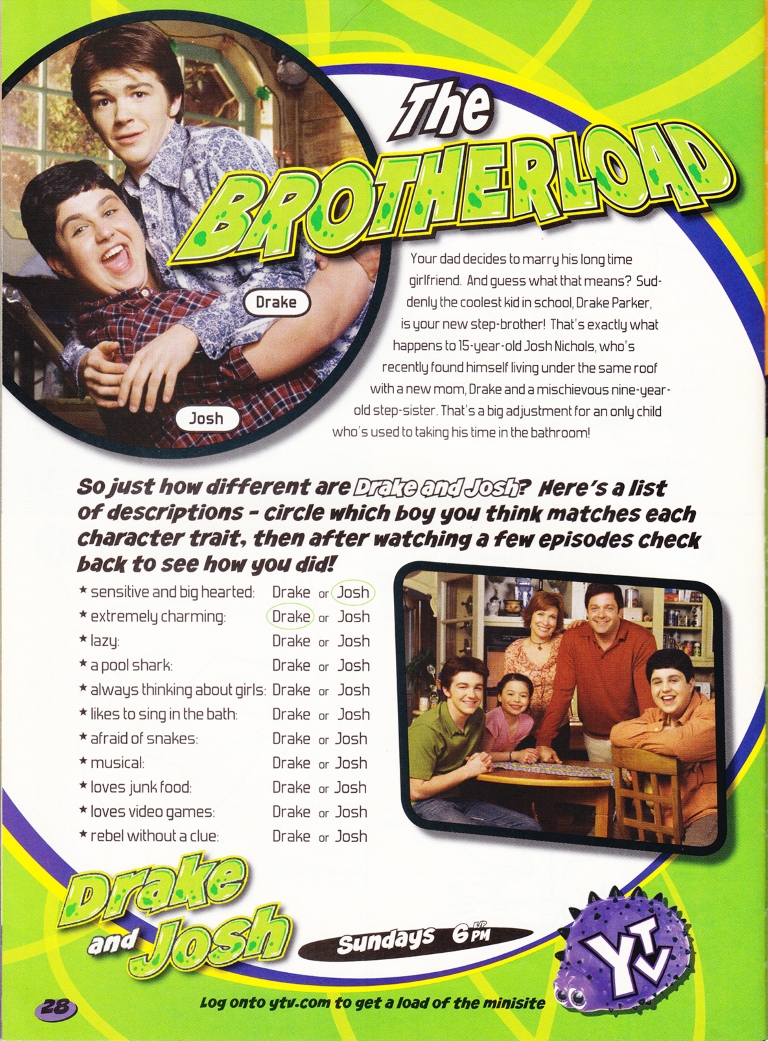 The
BROTHERLOAD
Your dad decides to marry his long time
girlfriend. And guess what that means? Sud-
denly the coolest kid in school, Drake Parker,
is your new step-brother! That's exactly what
happens to 15-year-old Josh Nichols, who's
recently found himself living under the same roof
with a new mom, Drake and a mischievous nine-year-
old step-sister. That's a big adjustment for an only child
who's used to taking his time in the bathroom!
Drake
Josh
So just how different are Drake and Josh? Here's a list
of descriptions - circle which boy you think matches each
character trait, then after watching a few episodes check
back to see how you did!
★ sensitive and big hearted: Drake or Josh
★ extremely charming: Drake or Josh
★ lazy: Drake or Josh
★ a pool shark: Drake or Josh
★ always thinking about girls: Drake or Josh
★ likes to sing in the bath: Drake or Josh
★ afraid of snakes: Drake or Josh
★ musical: Drake or Josh
★ loves junk food: Drake or Josh
★ loves video games: Drake or Josh
★ rebel without a clue: Drake or Josh
Drake
and Josh
Sundays 6 PM
YTV
Log onto ytv.com to get a load of the minisite
28